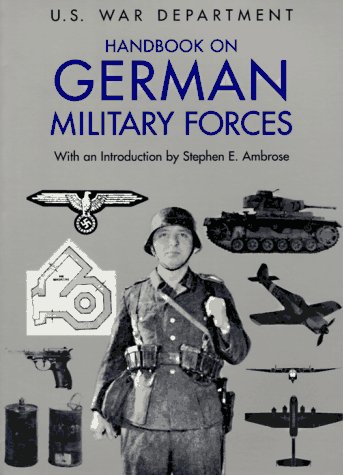 U.S. WAR DEPARTMENT
HANDBOOK ON
GERMAN
MILITARY FORCES
With an Introduction by Stephen E. Ambrose